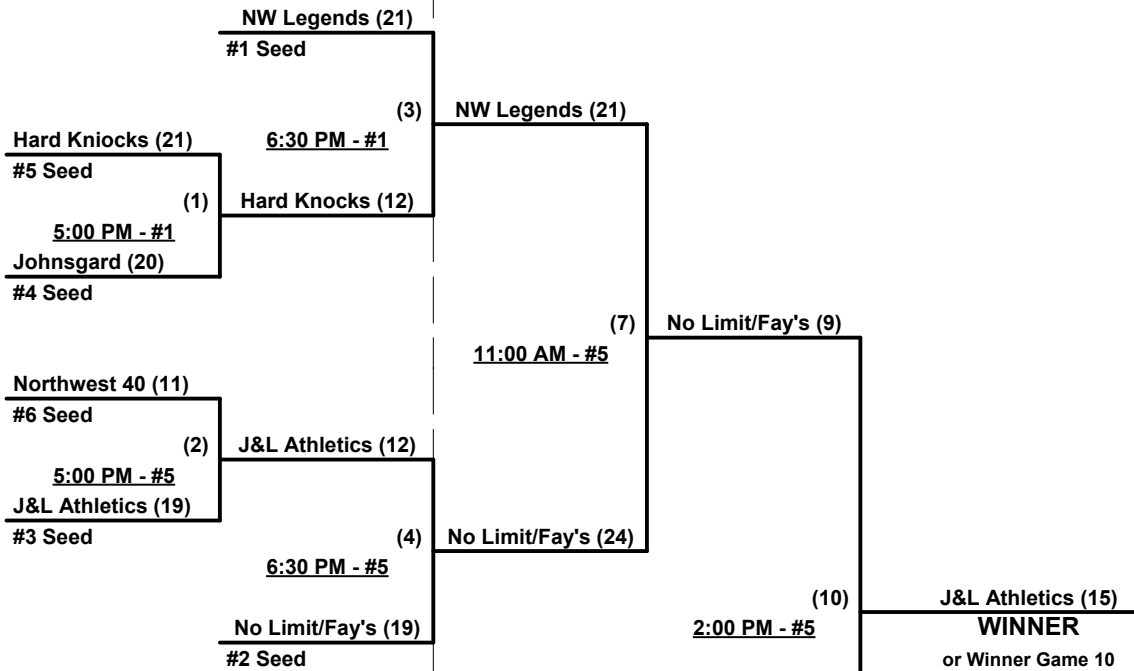 NW Legends (21)
#1 Seed
(3)
NW Legends (21)
6:30 PM - #1
Hard Kniocks (21)
#5 Seed
(1)
Hard Knocks (12)
5:00 PM - #1
Johnsgard (20)
#4 Seed
(7)
No Limit/Fay's (9)
11:00 AM - #5
Northwest 40 (11)
#6 Seed
(2)
J&L Athletics (12)
5:00 PM - #5
J&L Athletics (19)
#3 Seed
(4)
No Limit/Fay's (24)
6:30 PM - #5
(10)
J&L Athletics (15)
2:00 PM - #5
WINNER
No Limit/Fay's (19)
#2 Seed
or Winner Game 10